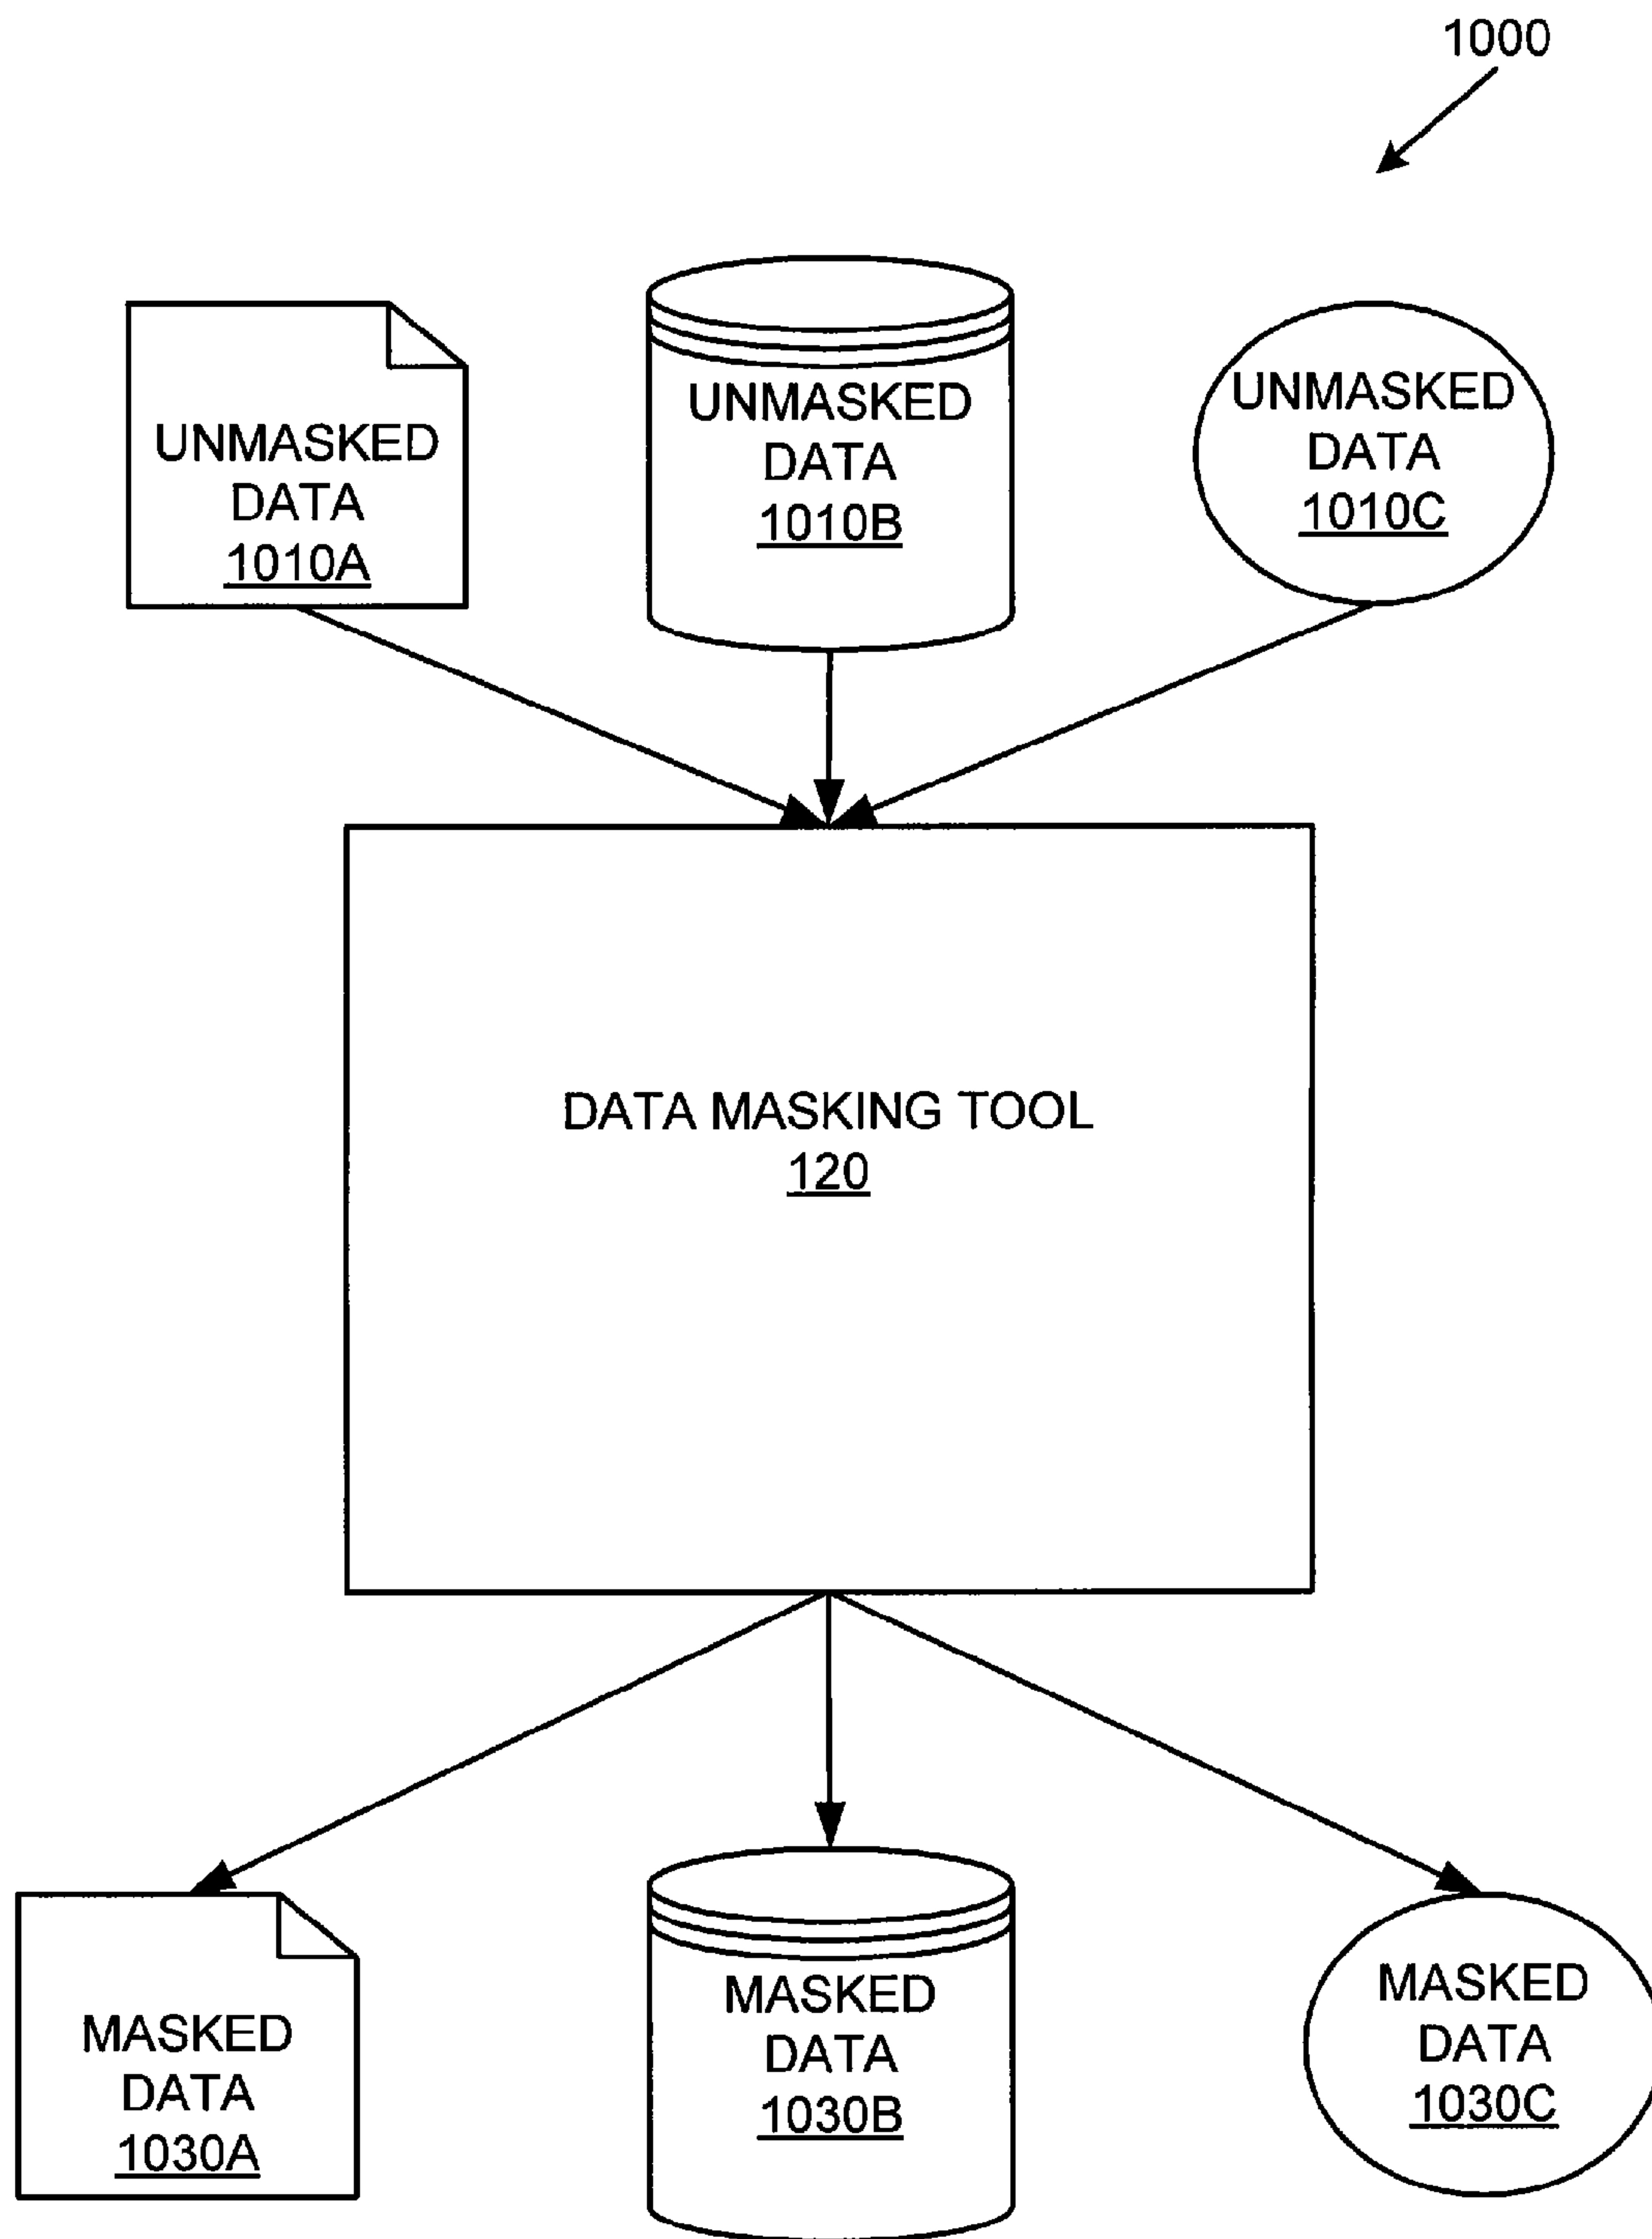 1000
UNMASKED
DATA
1010A
UNMASKED
DATA
1010B
UNMASKED
DATA
1010C
DATA MASKING TOOL
120
MASKED
DATA
1030A
MASKED
DATA
1030B
MASKED
DATA
1030C